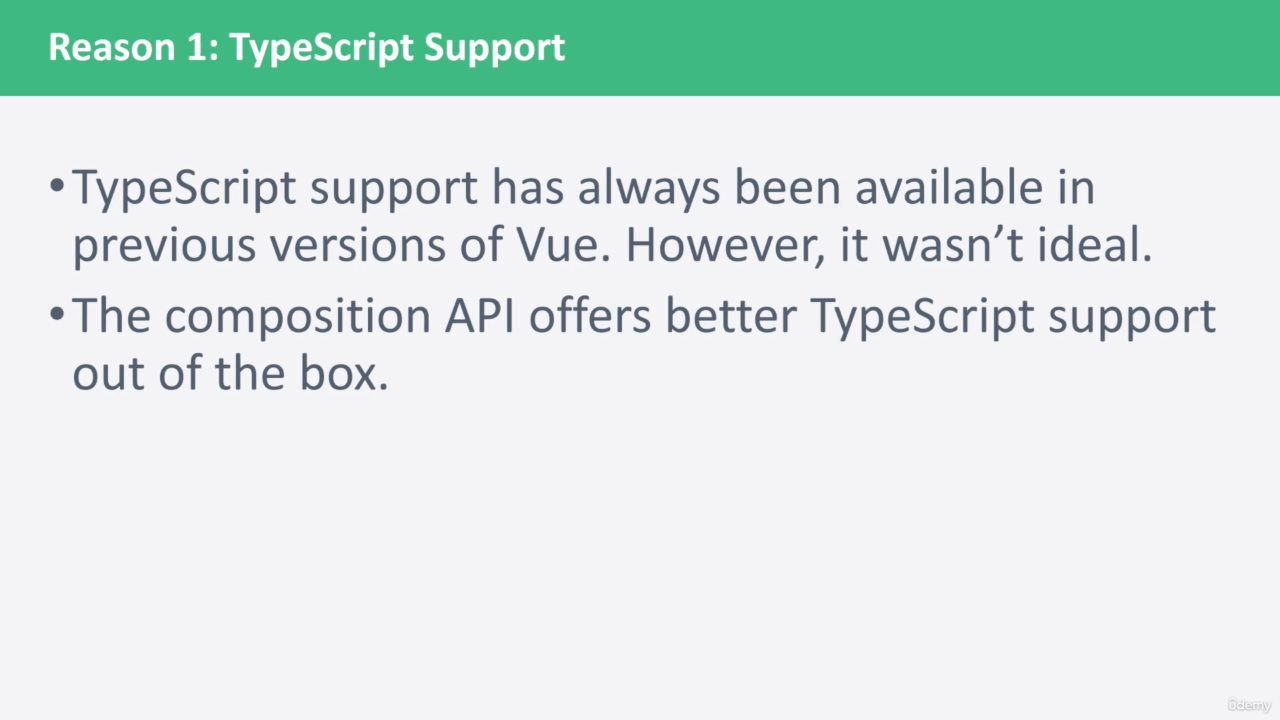 Reason 1: TypeScript Support
•TypeScript support has always been available in
previous versions of Vue. However, it wasn’t ideal.
•The composition API offers better TypeScript support
out of the box.
ûdemy